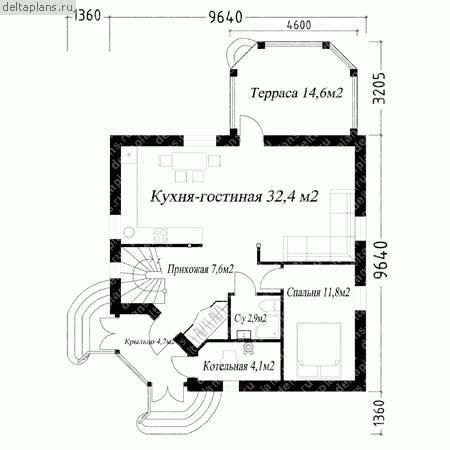 deltaplans.ru
1360
9640
4600
3205
Терраса 14,6м2
Кухня-гостиная 32,4 м2
9640
Прихожая 7,6м2
Спальня 11,8м2
С/у 2,9м2
Крыльцо 4,7м2
Котельная 4,1м2
1360